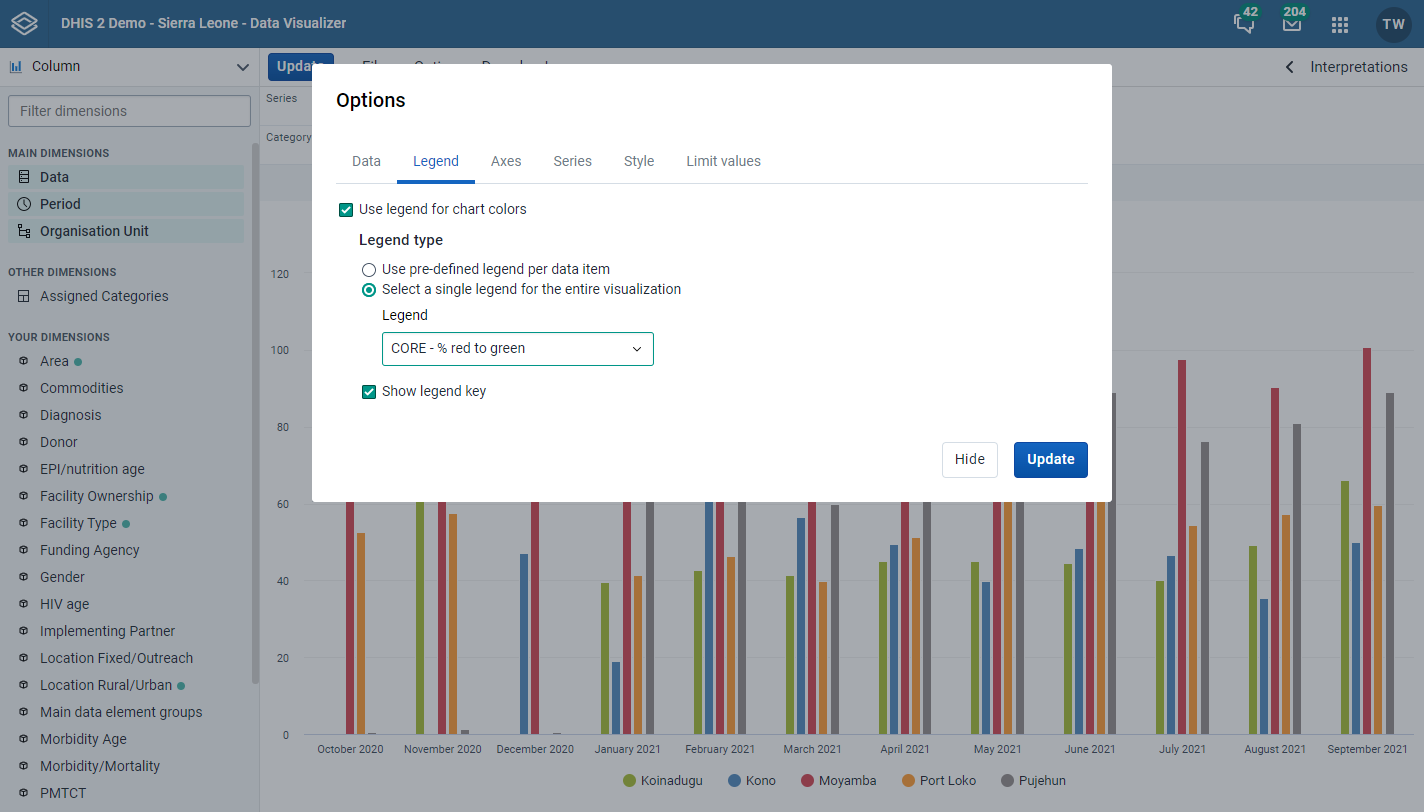 DHIS 2 Demo - Sierra Leone - Data Visualizer
42
204
TW
Column
Update
Interpretations
Filter dimensions
Series
Category
MAIN DIMENSIONS
Data
Period
Organisation Unit
OTHER DIMENSIONS
Assigned Categories
YOUR DIMENSIONS
Area
Commodities
Diagnosis
Donor
EPI/nutrition age
Facility Ownership
Facility Type
Funding Agency
Gender
HIV age
Implementing Partner
Location Fixed/Outreach
Location Rural/Urban
Main data element groups
Morbidity Age
Morbidity/Mortality
PMTCT
Options
Data Legend Axes Series Style Limit values
Use legend for chart colors
Legend type
Use pre-defined legend per data item
Select a single legend for the entire visualization
Legend
CORE - % red to green
Show legend key
Hide Update
120
100
80
60
40
20
0
October 2020 November 2020 December 2020 January 2021 February 2021 March 2021 April 2021 May 2021 June 2021 July 2021 August 2021 September 2021
Koinadugu Kono Moyamba Port Loko Pujehun